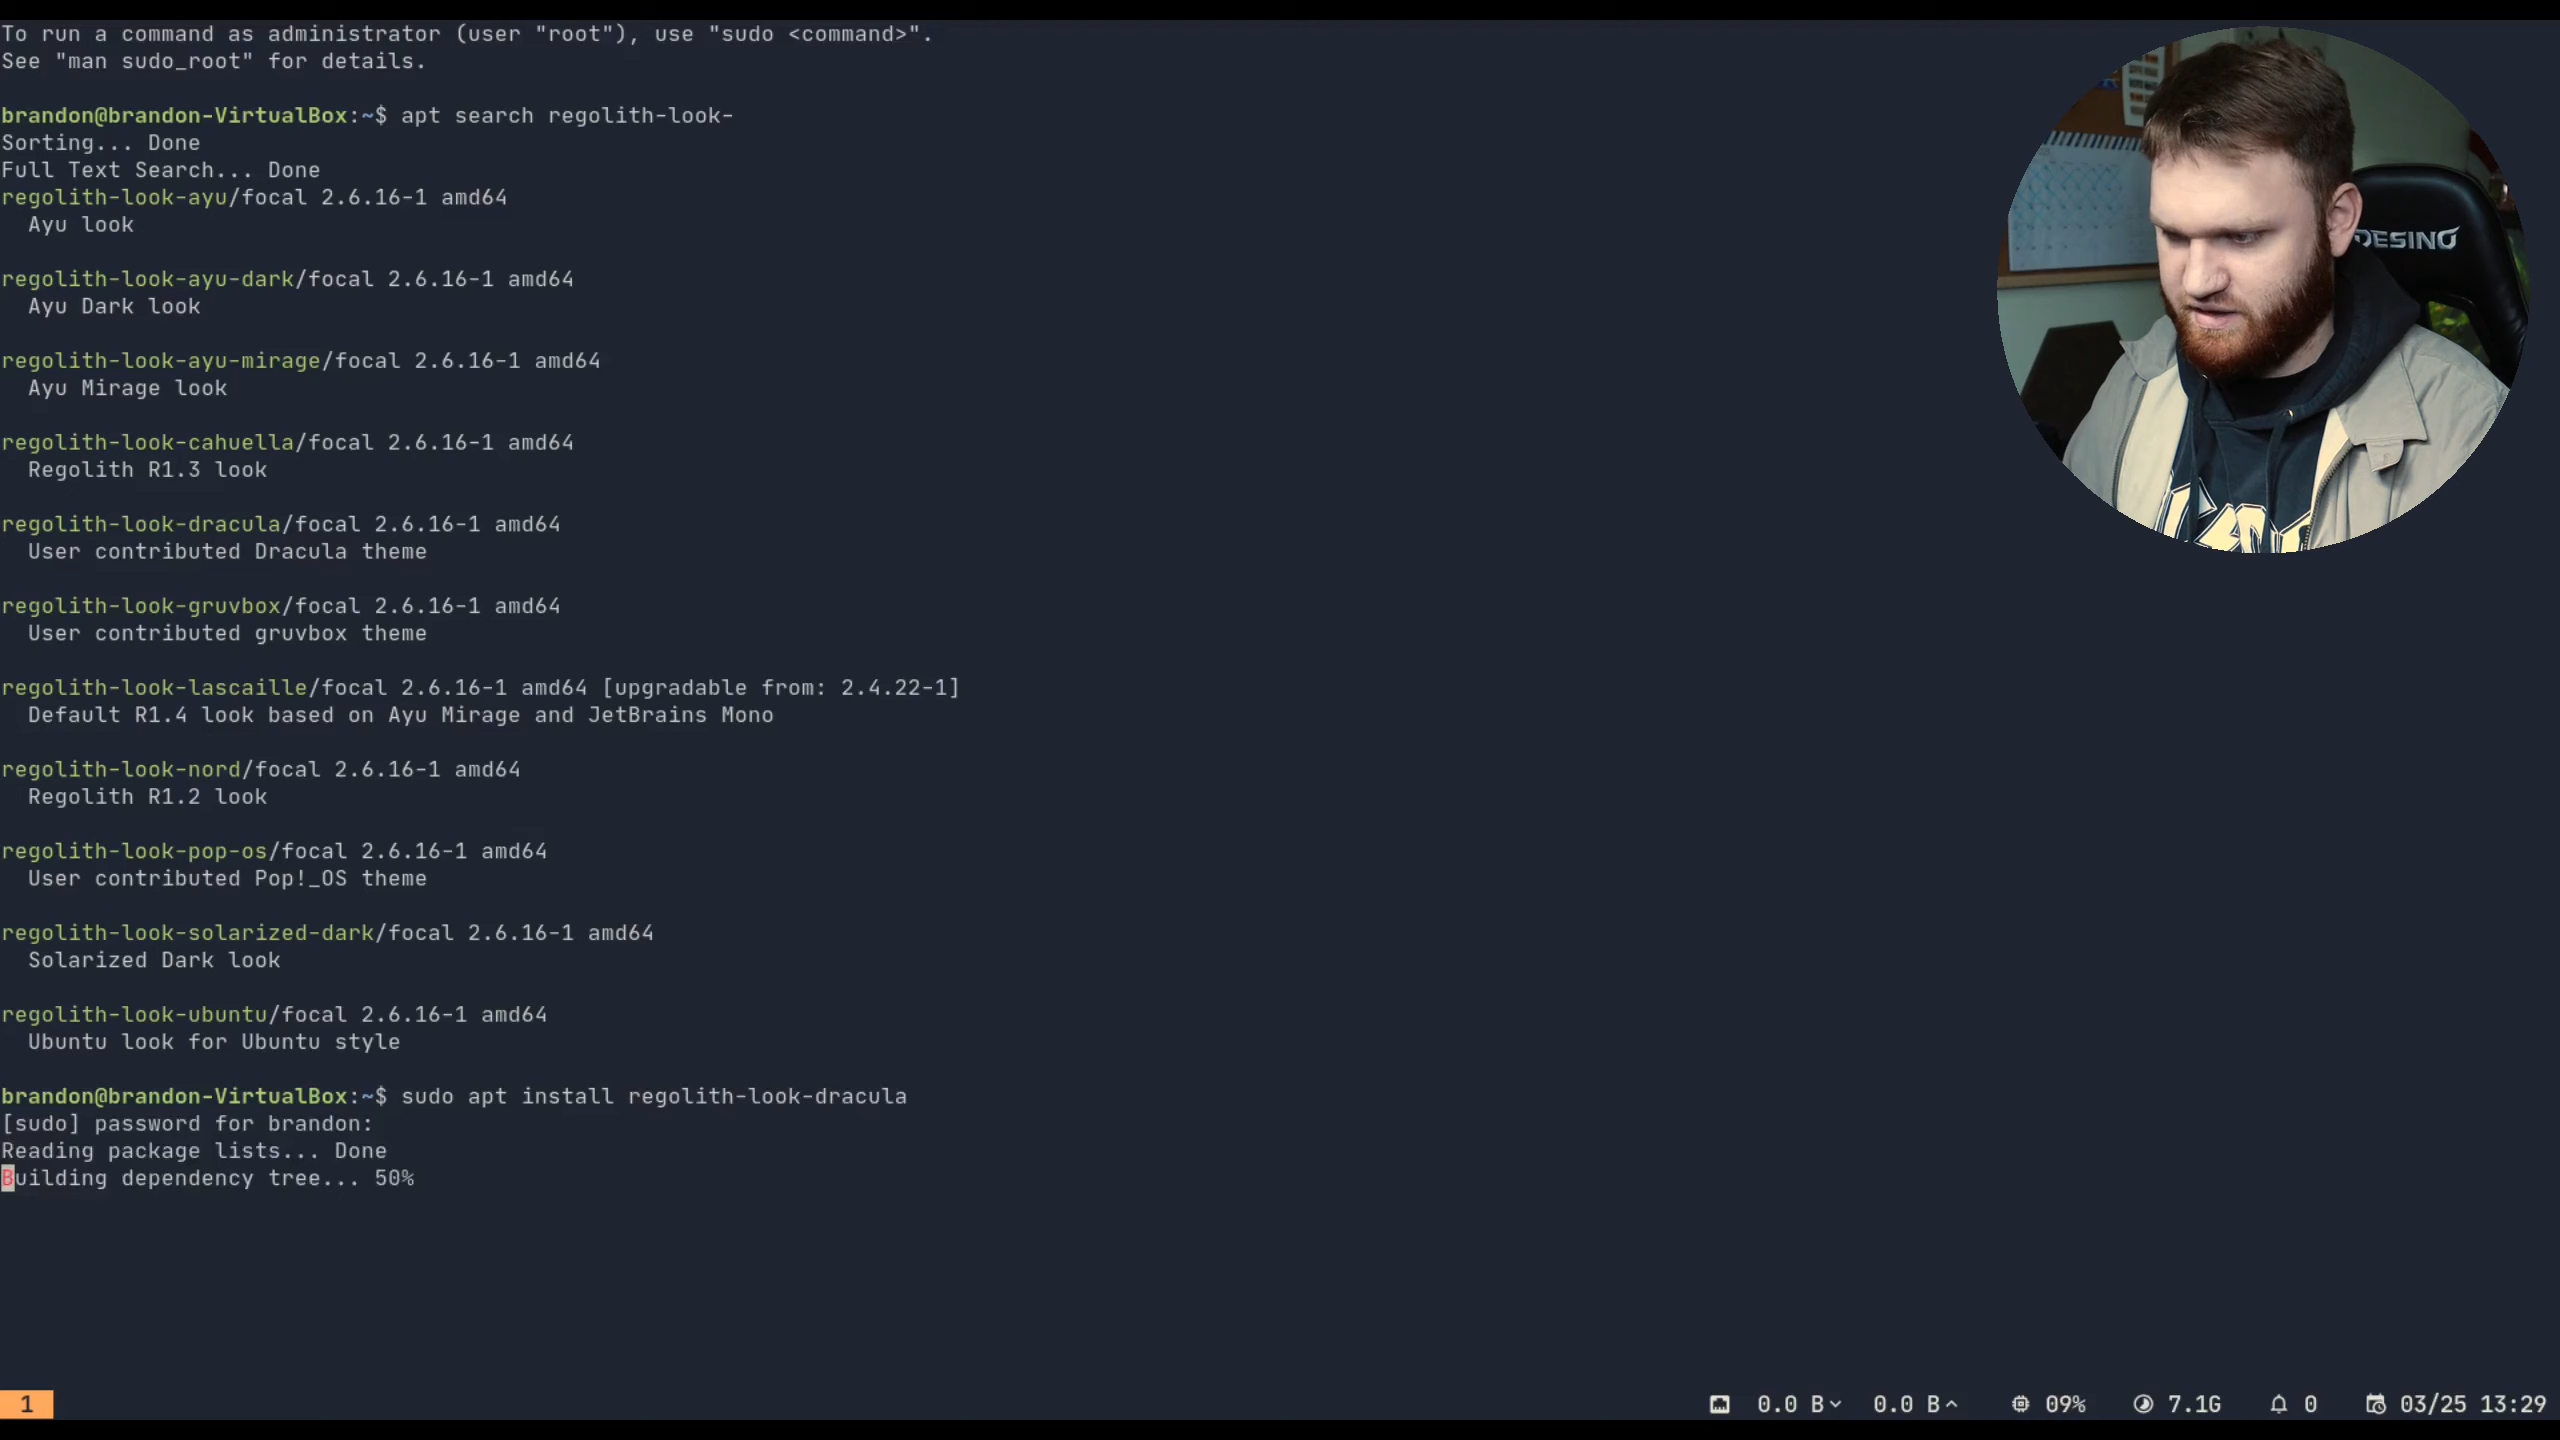 To run a command as administrator (user "root"), use "sudo <command>".
See "man sudo_root" for details.
brandon@brandon-VirtualBox:~$ apt search regolith-look-
Sorting... Done
Full Text Search... Done
regolith-look-ayu/focal 2.6.16-1 amd64
Ayu look
regolith-look-ayu-dark/focal 2.6.16-1 amd64
Ayu Dark look
regolith-look-ayu-mirage/focal 2.6.16-1 amd64
Ayu Mirage look
regolith-look-cahuella/focal 2.6.16-1 amd64
Regolith R1.3 look
regolith-look-dracula/focal 2.6.16-1 amd64
User contributed Dracula theme
regolith-look-gruvbox/focal 2.6.16-1 amd64
User contributed gruvbox theme
regolith-look-lascaille/focal 2.6.16-1 amd64 [upgradable from: 2.4.22-1]
Default R1.4 look based on Ayu Mirage and JetBrains Mono
regolith-look-nord/focal 2.6.16-1 amd64
Regolith R1.2 look
regolith-look-pop-os/focal 2.6.16-1 amd64
User contributed Pop!_OS theme
regolith-look-solarized-dark/focal 2.6.16-1 amd64
Solarized Dark look
regolith-look-ubuntu/focal 2.6.16-1 amd64
Ubuntu look for Ubuntu style
brandon@brandon-VirtualBox:~$ sudo apt install regolith-look-dracula
[sudo] password for brandon:
Reading package lists... Done
Building dependency tree... 50%
DESINO
1 0.0 B 0.0 B 09% 7.1G 0 03/25 13:29